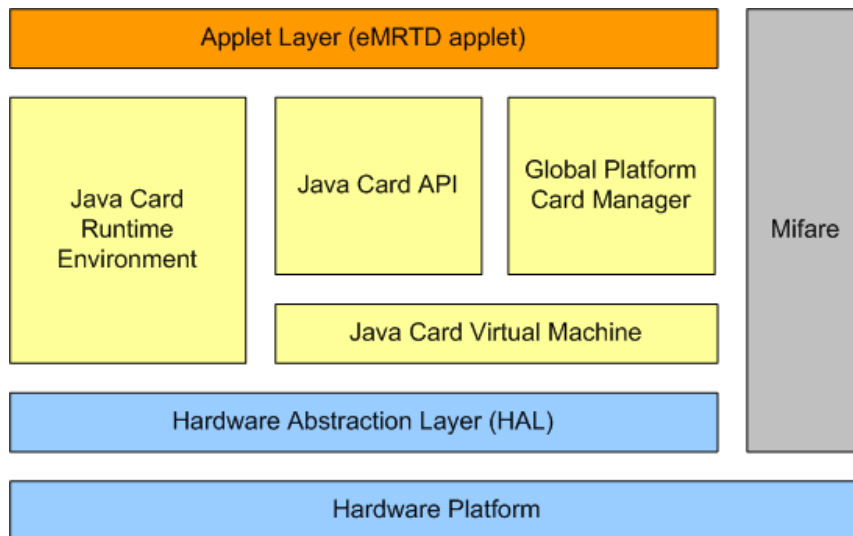 Applet Layer (eMRTD applet)
Java Card
Runtime
Environment
Java Card API
Global Platform
Card Manager
Mifare
Java Card Virtual Machine
Hardware Abstraction Layer (HAL)
Hardware Platform